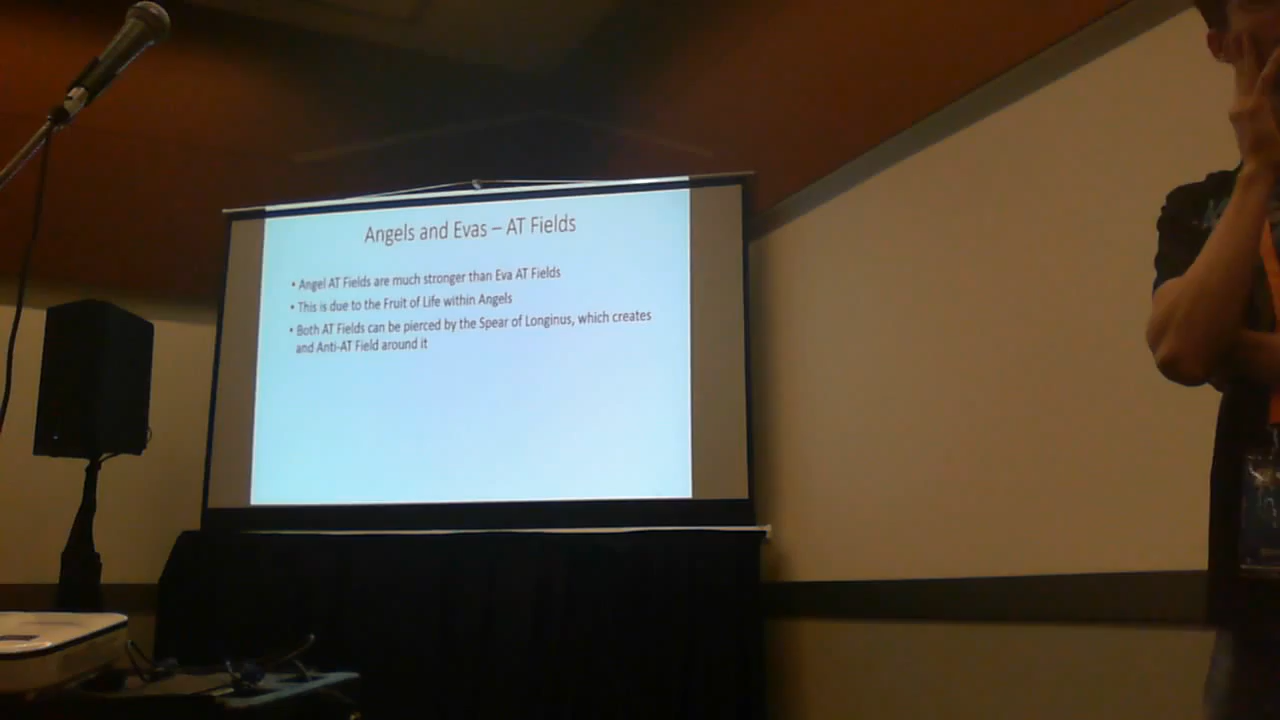 Angels and Evas – AT Fields
• Angel AT Fields are much stronger than Eva AT Fields
• This is due to the Fruit of Life within Angels
• Both AT Fields can be pierced by the Spear of Longinus, which creates
and Anti-AT Field around it